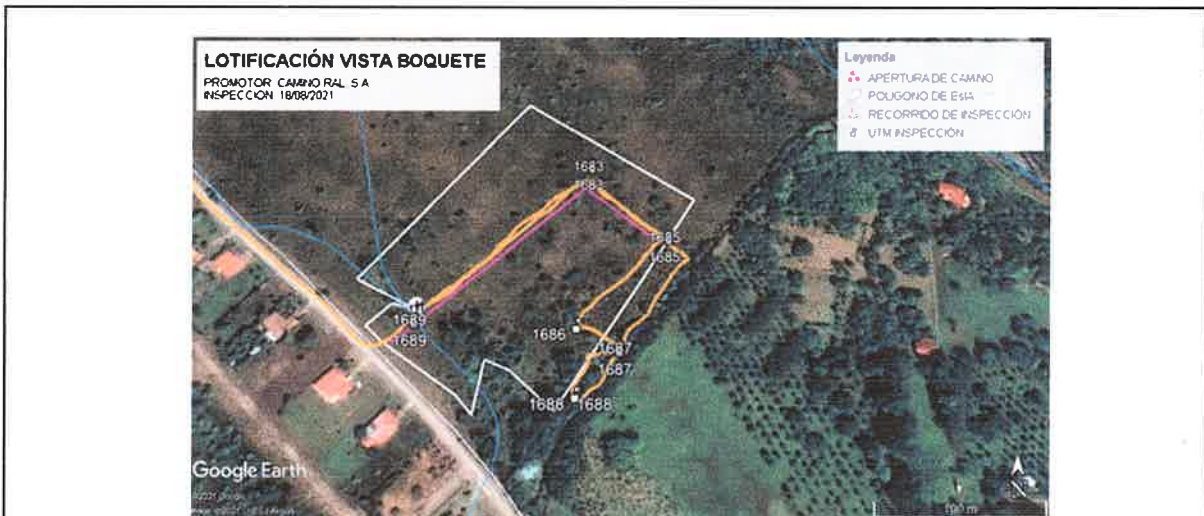 LOTIFICACIÓN VISTA BOQUETE
PROMOTOR CAMINO RAL S A
INSPECCION 18/08/2021
Leyenda
APERTURA DE CAMINO
POLIGONO DE EsIA
RECORRIDO DE INSPECCIÓN
UTM INSPECCIÓN
1683
1683
1685
1685
1689
1689
1686
1687
1687
1688
1688
Google Earth
100 m